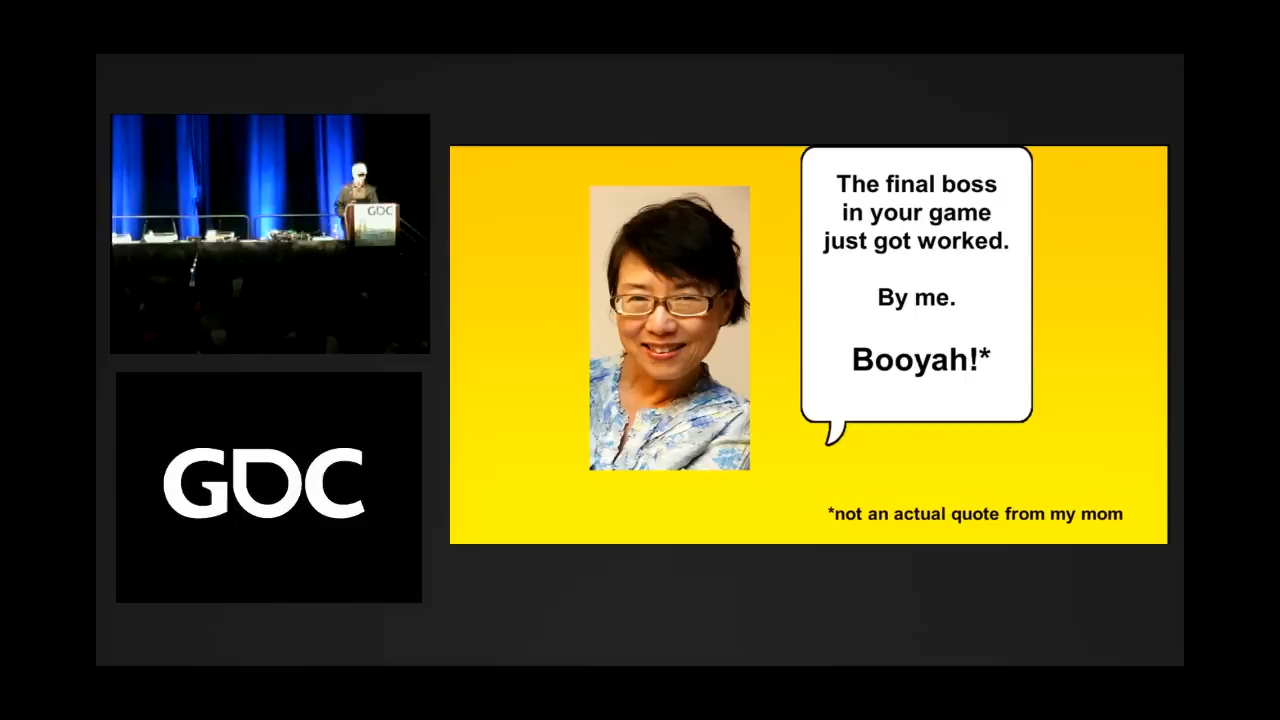 GDC
GDC
The final boss
in your game
just got worked.
By me.
Booyah!*
*not an actual quote from my mom